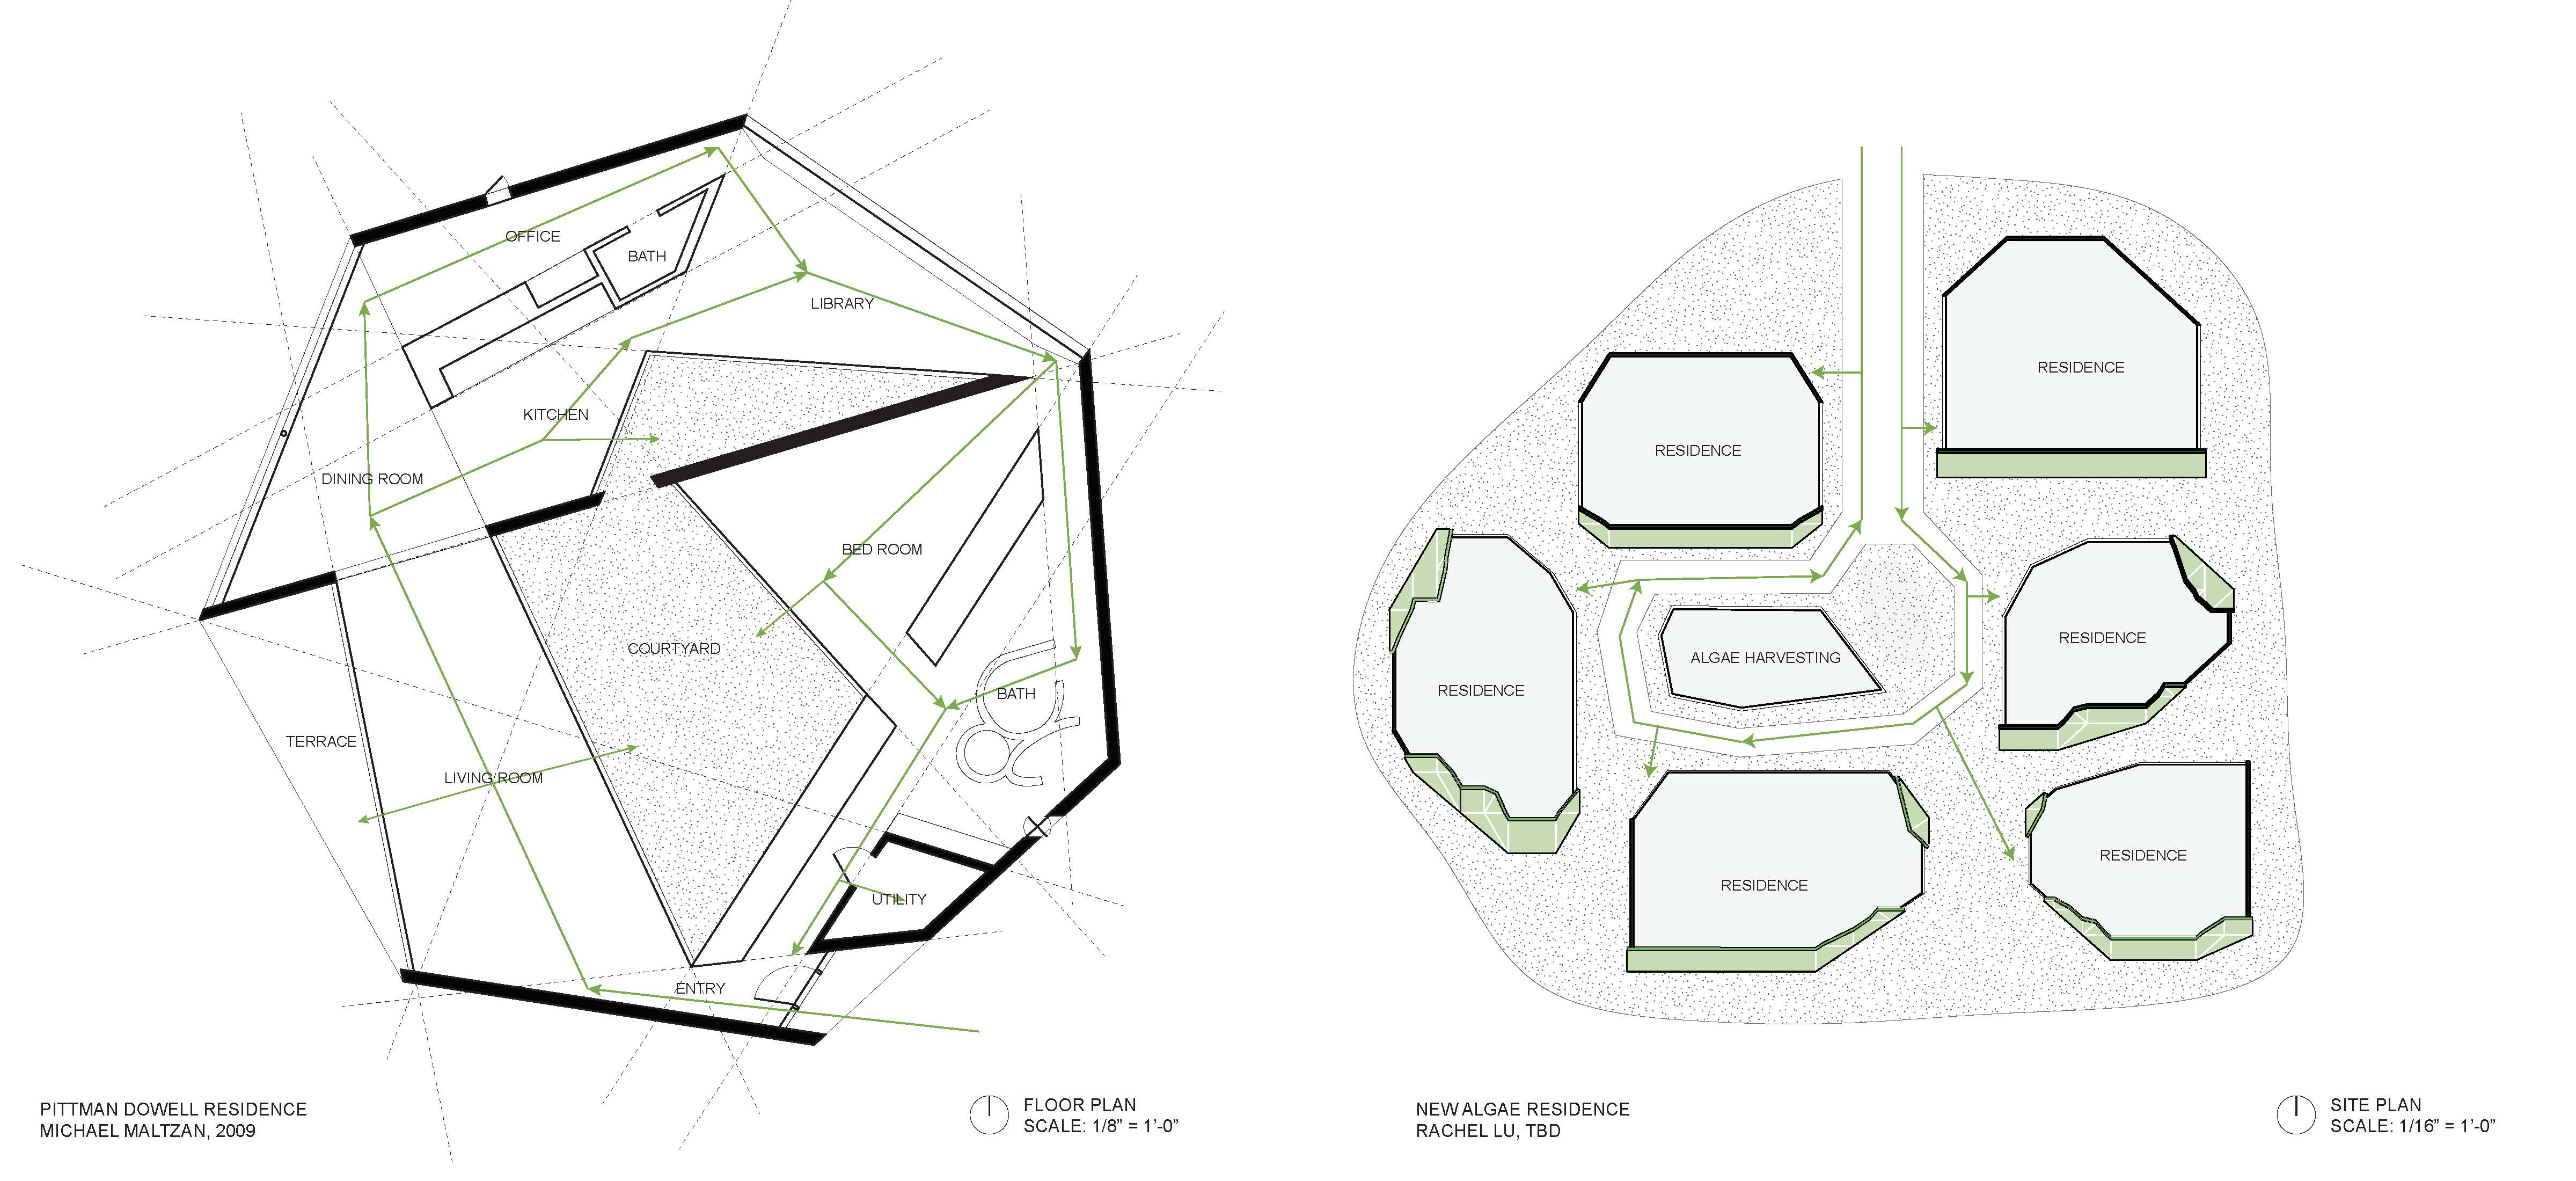 OFFICE
BATH
LIBRARY
KITCHEN
DINING ROOM
BED ROOM
COURTYARD
BATH
TERRACE
LIVING ROOM
UTILITY
ENTRY
PITTMAN DOWELL RESIDENCE
MICHAEL MALTZAN, 2009
FLOOR PLAN
SCALE: 1/8” = 1’-0”
RESIDENCE
RESIDENCE
RESIDENCE
ALGAE HARVESTING
RESIDENCE
RESIDENCE
RESIDENCE
NEW ALGAE RESIDENCE
RACHEL LU, TBD
SITE PLAN
SCALE: 1/16” = 1’-0”